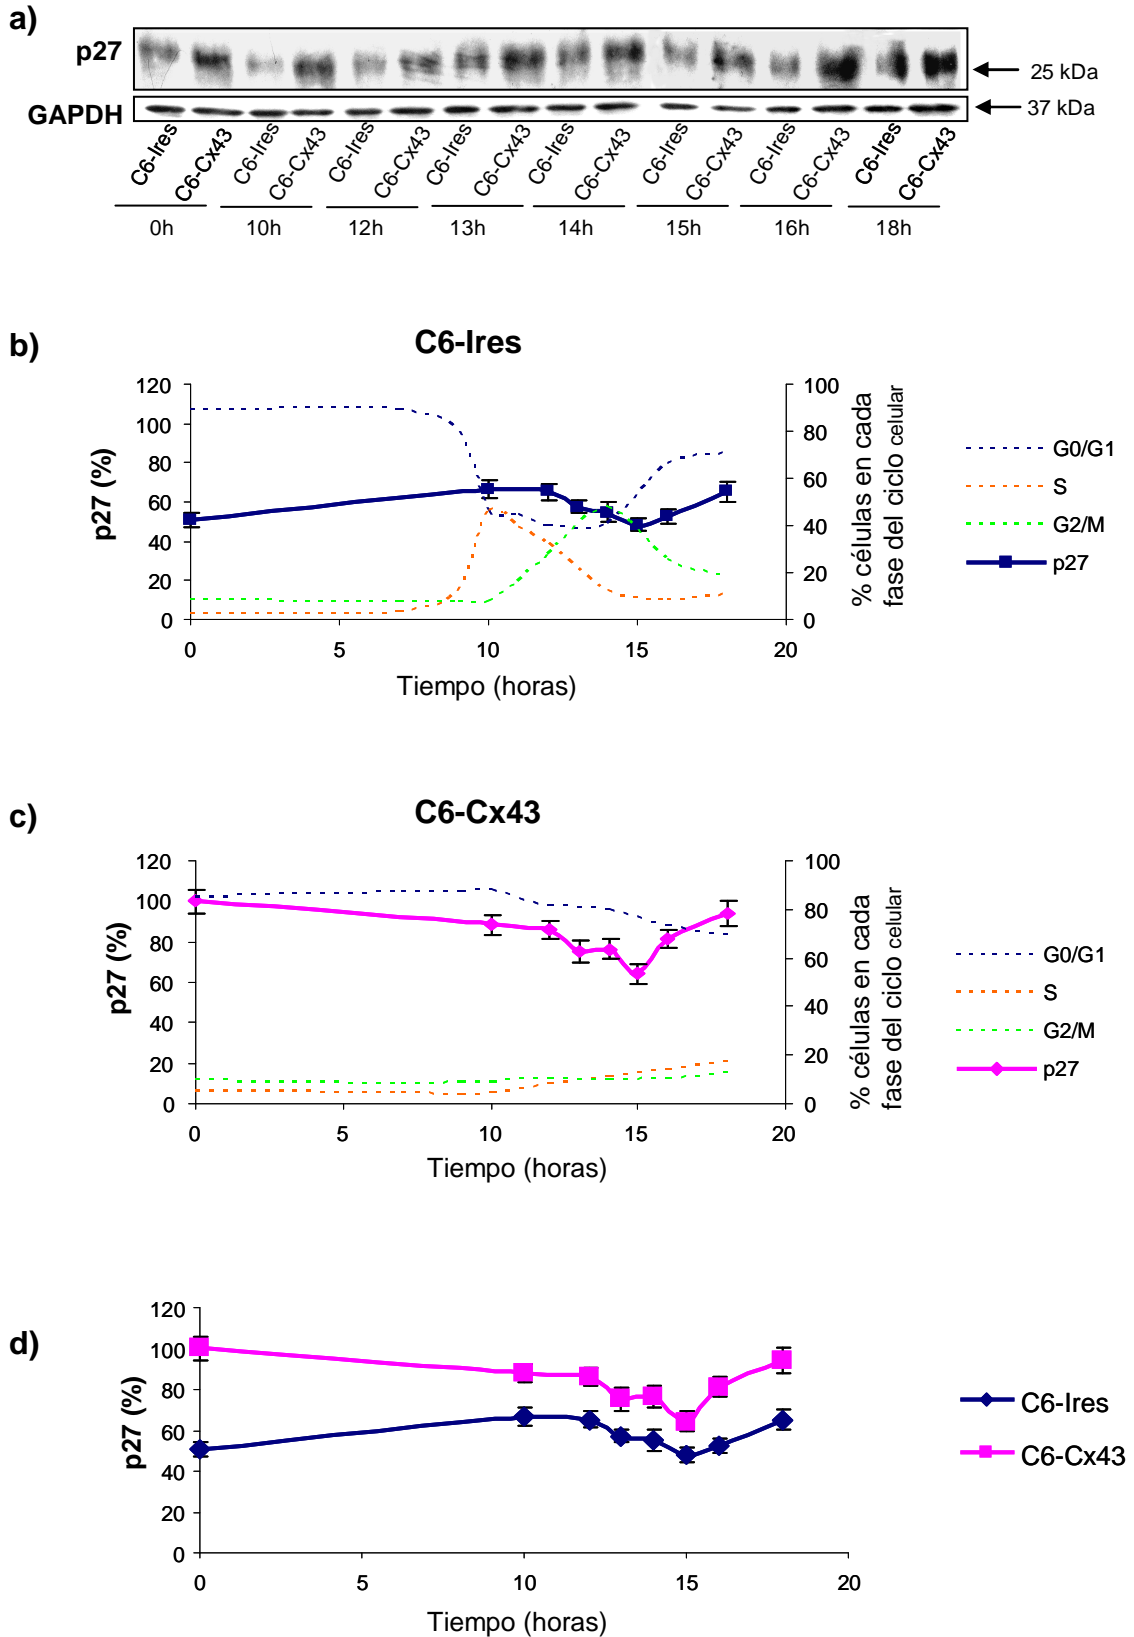 a)
p27
25 kDa
GAPDH
37 kDa
C6-Ires C6-Cx43 C6-Ires C6-Cx43 C6-Ires C6-Cx43 C6-Ires C6-Cx43 C6-Ires C6-Cx43 C6-Ires C6-Cx43 C6-Ires C6-Cx43 C6-Ires C6-Cx43
0h 10h 12h 13h 14h 15h 16h 18h
b)
C6-Ires
p27 (%)
120
100
80
60
40
20
0
0 5 10 15 20
Tiempo (horas)
100
80
60
40
20
0
% células en cada
fase del ciclo celular
G0/G1
S
G2/M
p27
c)
C6-Cx43
p27 (%)
120
100
80
60
40
20
0
0 5 10 15 20
Tiempo (horas)
100
80
60
40
20
0
% células en cada
fase del ciclo celular
G0/G1
S
G2/M
p27
d)
p27 (%)
120
100
80
60
40
20
0
0 5 10 15 20
Tiempo (horas)
C6-Ires
C6-Cx43